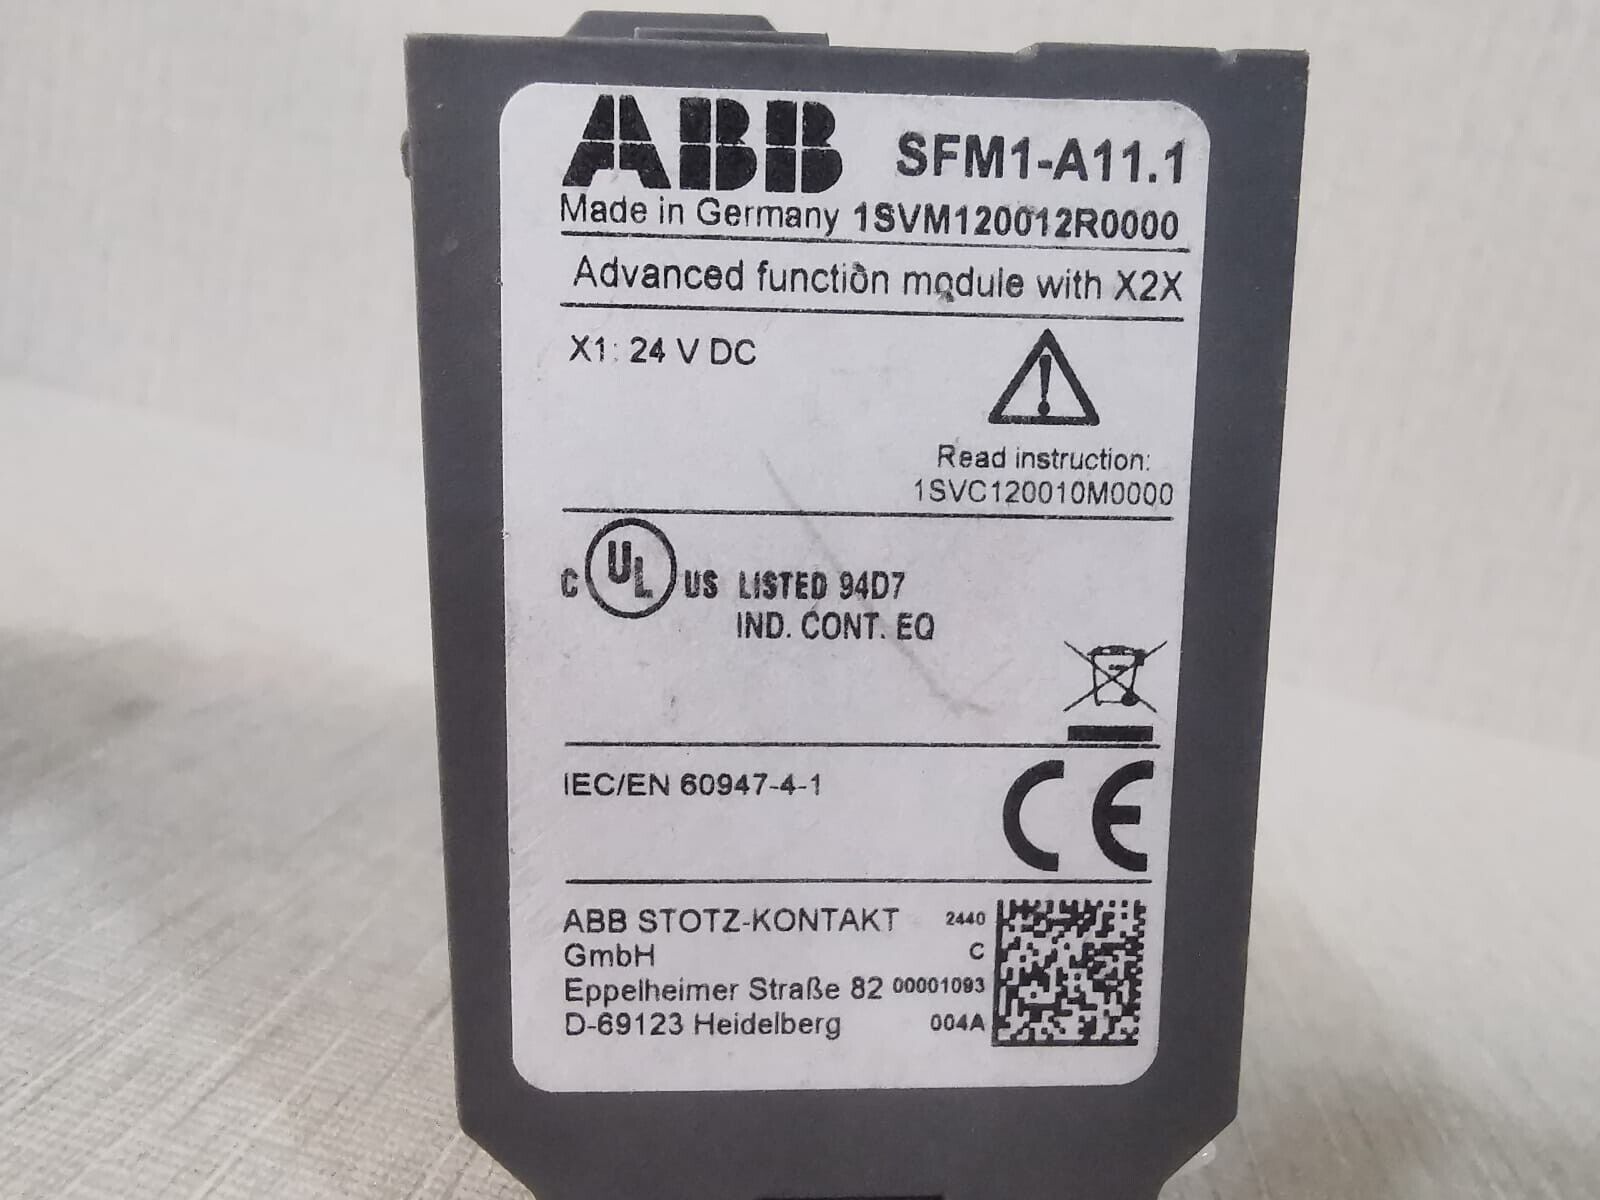 ABB SFM1-A11.1
Made in Germany 1SVM120012R0000
Advanced function module with X2X
X1: 24 V DC
Read instruction:
1SVC120010M0000
C UL US LISTED 94D7
IND. CONT. EQ
IEC/EN 60947-4-1
CE
ABB STOTZ-KONTAKT 2440
GmbH C
Eppelheimer Straße 82 00001093
D-69123 Heidelberg 004A